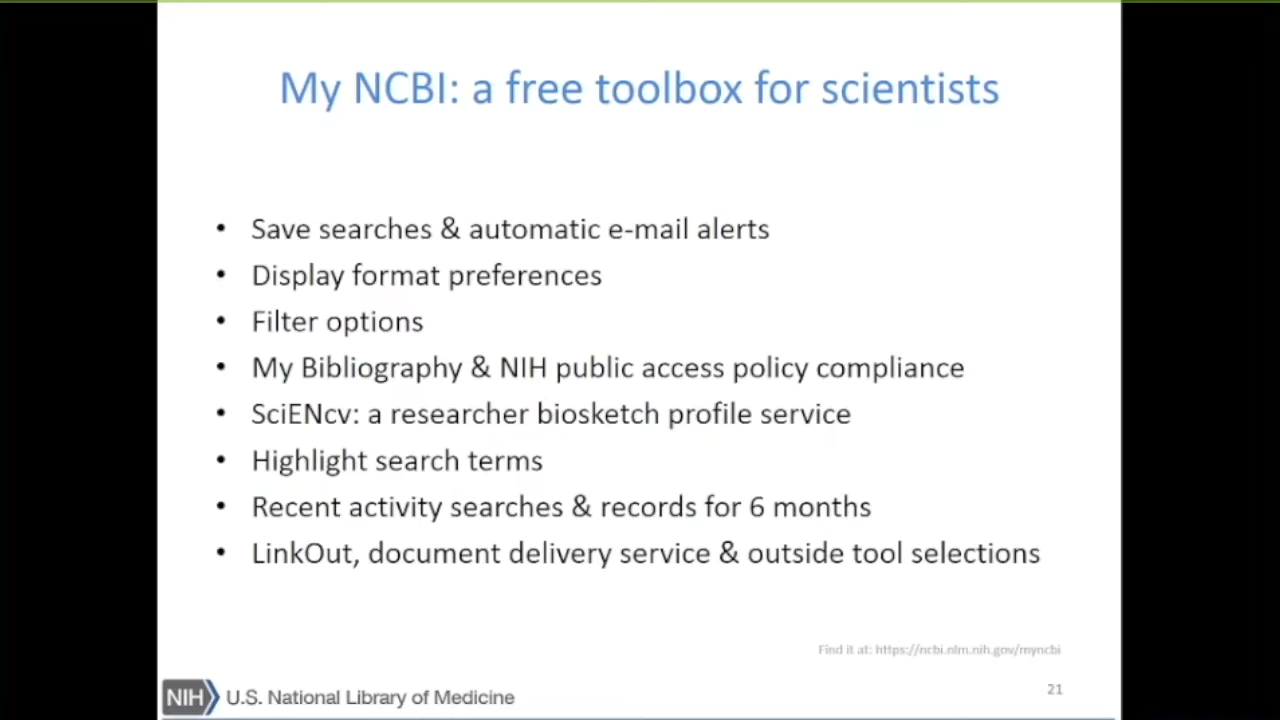 My NCBI: a free toolbox for scientists
• Save searches & automatic e-mail alerts
• Display format preferences
• Filter options
• My Bibliography & NIH public access policy compliance
• SciENcv: a researcher biosketch profile service
• Highlight search terms
• Recent activity searches & records for 6 months
• LinkOut, document delivery service & outside tool selections
Find it at: https://ncbi.nlm.nih.gov/myncbi
21
NIH U.S. National Library of Medicine